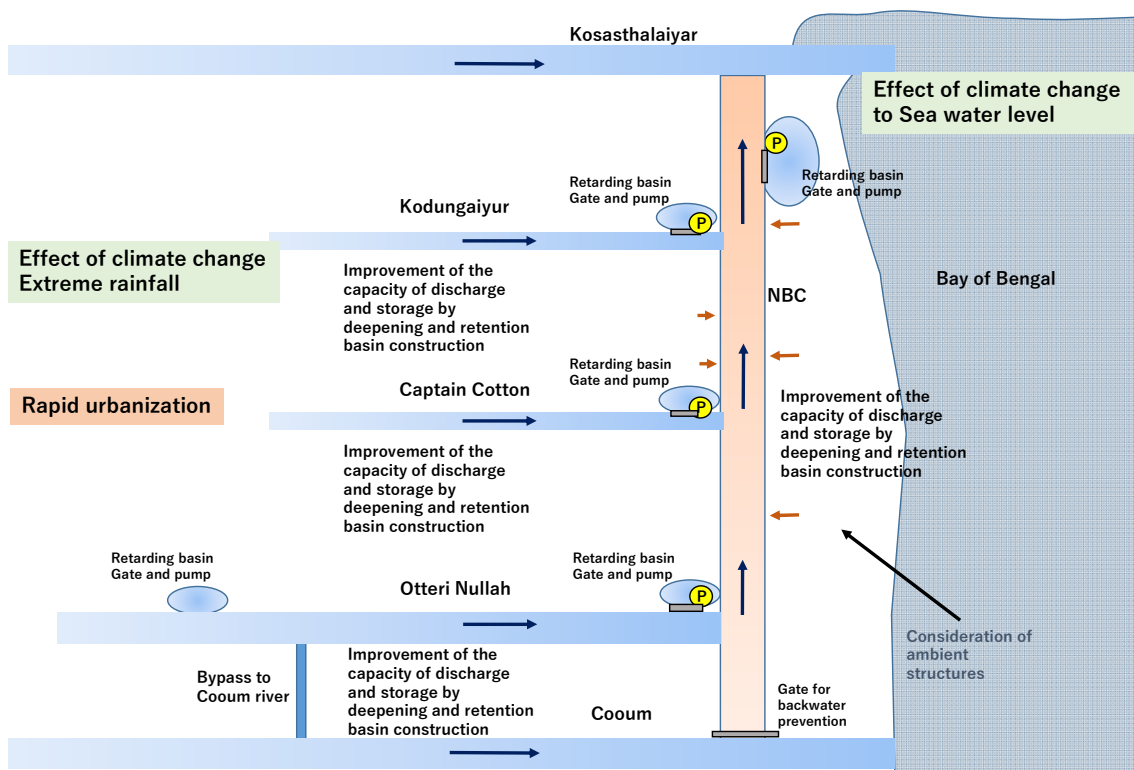 Kosasthalaiyar
Effect of climate change
to Sea water level
P
Retarding basin
Gate and pump
Retarding basin
Gate and pump
P
Kodungaiyur
Effect of climate change
Extreme rainfall
Improvement of the
capacity of discharge
and storage by
deepening and retention
basin construction
NBC
Bay of Bengal
Retarding basin
Gate and pump
P
Captain Cotton
Rapid urbanization
Improvement of the
capacity of discharge
and storage by
deepening and retention
basin construction
Improvement of the
capacity of discharge
and storage by
deepening and retention
basin construction
Retarding basin
Gate and pump
Retarding basin
Gate and pump
P
Otteri Nullah
Consideration of
ambient
structures
Bypass to
Cooum river
Improvement of the
capacity of discharge
and storage by
deepening and retention
basin construction
Cooum
Gate for
backwater
prevention